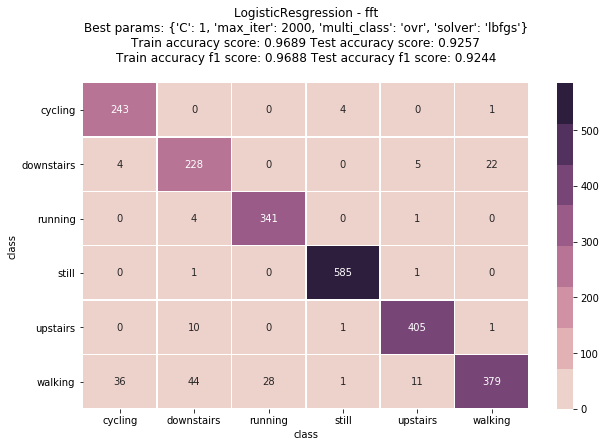 LogisticResgression - fft
Best params: {'C': 1, 'max_iter': 2000, 'multi_class': 'ovr', 'solver': 'lbfgs'}
Train accuracy score: 0.9689 Test accuracy score: 0.9257
Train accuracy f1 score: 0.9688 Test accuracy f1 score: 0.9244
cycling 243 0 0 4 0 1
downstairs 4 228 0 0 5 22
running 0 4 341 0 1 0
still 0 1 0 585 1 0
upstairs 0 10 0 1 405 1
walking 36 44 28 1 11 379
cycling downstairs running still upstairs walking
class
class
500
400
300
200
100
0